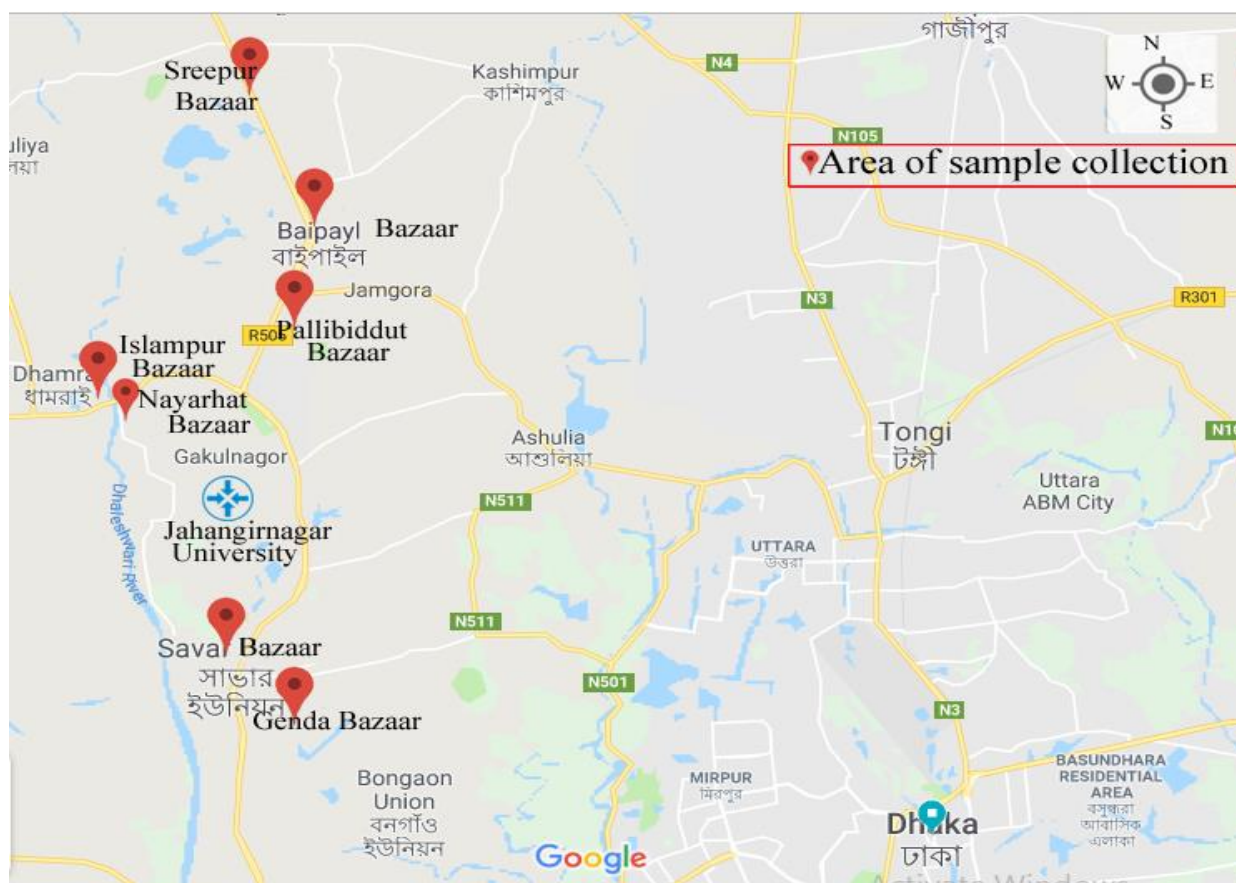 গাজীপুর
N
W E
S
N4
N105
Area of sample collection
Sreepur
Bazaar
Kashimpur
কাশিমপুর
Baipayl Bazaar
বাইপাইল
Jamgora
N3
R301
Pallibiddut
Bazaar
Islampur
Bazaar
ধামরাই
Nayarhat
Bazaar
Gakulnagor
Ashulia
আশুলিয়া
Tongi
টঙ্গী
Uttara
ABM City
N511
Dhaleshwari River
Jahangirnagar
University
UTTARA
উত্তরা
N511
Savar Bazaar
সাভার
ইউনিয়ন
Genda Bazaar
N501
N3
Bongaon
Union
বনগাঁও
ইউনিয়ন
MIRPUR
মিরপুর
BASUNDHARA
RESIDENTIAL
AREA
বসুন্ধরা
আবাসিক
এলাকা
Dhaka
ঢাকা
Google